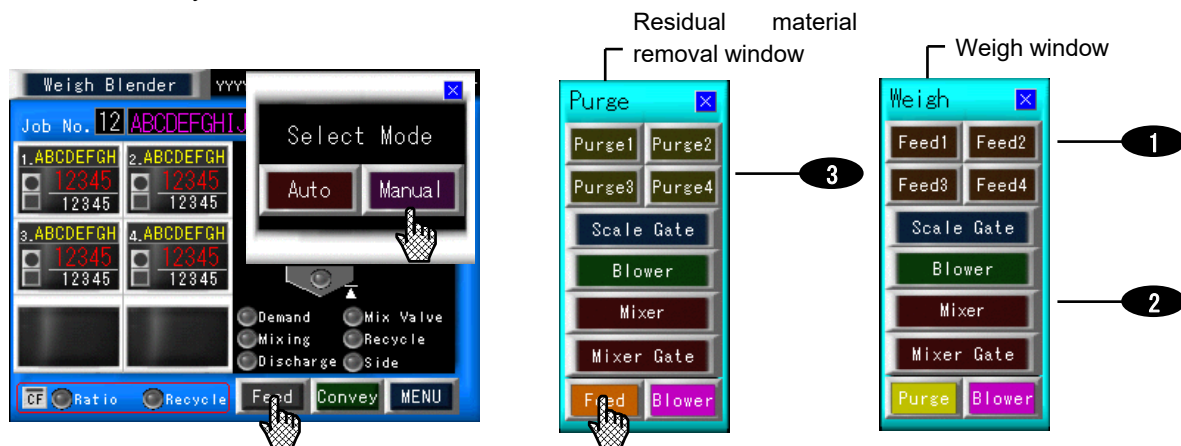 Residual material
removal window
Weigh window
Weigh Blender
Job No. 12 ABCDEFGHIJ
1.ABCDEFGH 2.ABCDEFGH
12345 12345
12345 12345
3.ABCDEFGH 4.ABCDEFGH
12345 12345
12345 12345
Select Mode
Auto Manual
Demand Mix Valve
Mixing Recycle
Discharge Side
CF Ratio Recycle Feed Convey MENU
Purge
Purge1 Purge2
Purge3 Purge4
Scale Gate
Blower
Mixer
Mixer Gate
Feed Blower
3
Weigh
Feed1 Feed2
Feed3 Feed4
Scale Gate
Blower
Mixer
Mixer Gate
Purge Blower
1
2